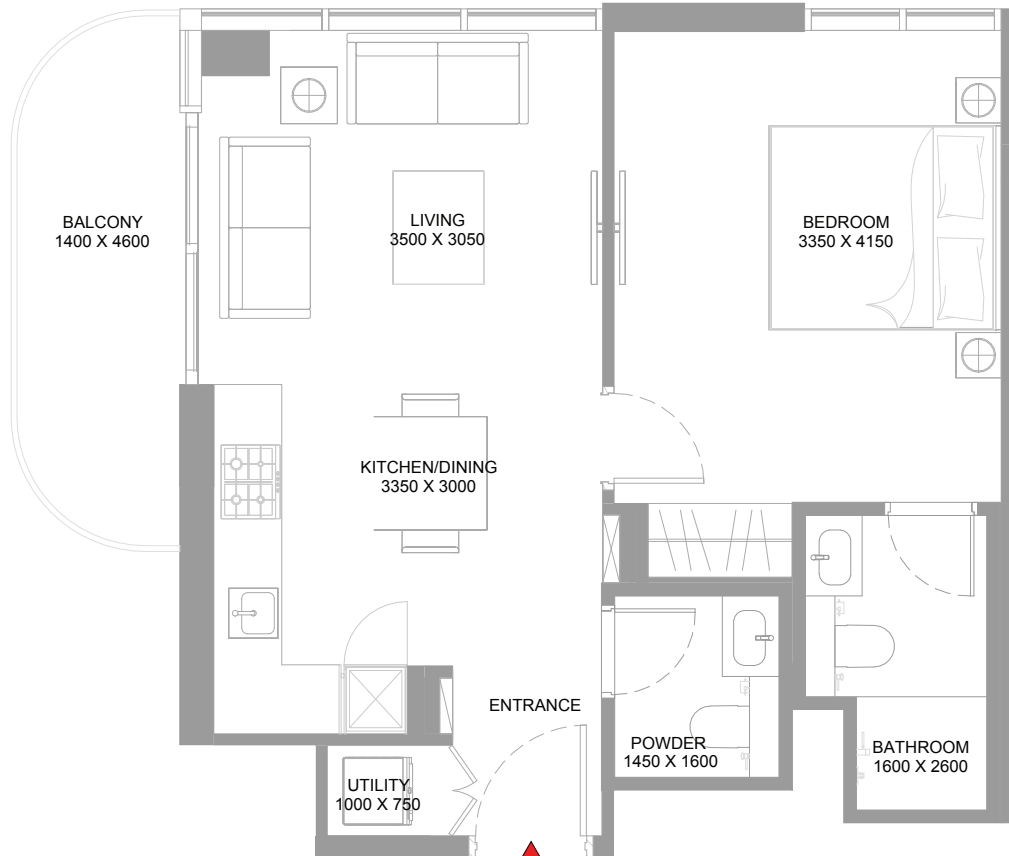 BALCONY
1400 X 4600
LIVING
3500 X 3050
BEDROOM
3350 X 4150
KITCHEN/DINING
3350 X 3000
ENTRANCE
POWDER
1450 X 1600
BATHROOM
1600 X 2600
UTILITY
1000 X 750